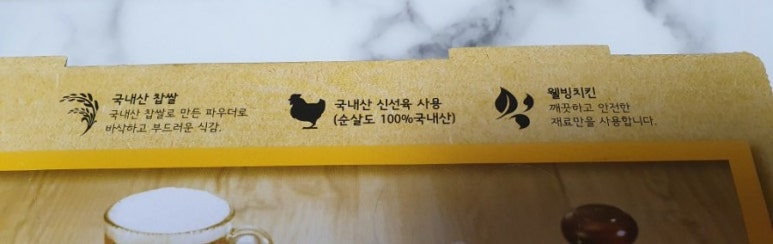 국내산 찹쌀
국내산 찹쌀로 만든 파우더로
바삭하고 부드러운 식감.
국내산 신선육 사용
(순살도 100%국내산)
웰빙치킨
깨끗하고 안전한
재료만을 사용합니다.